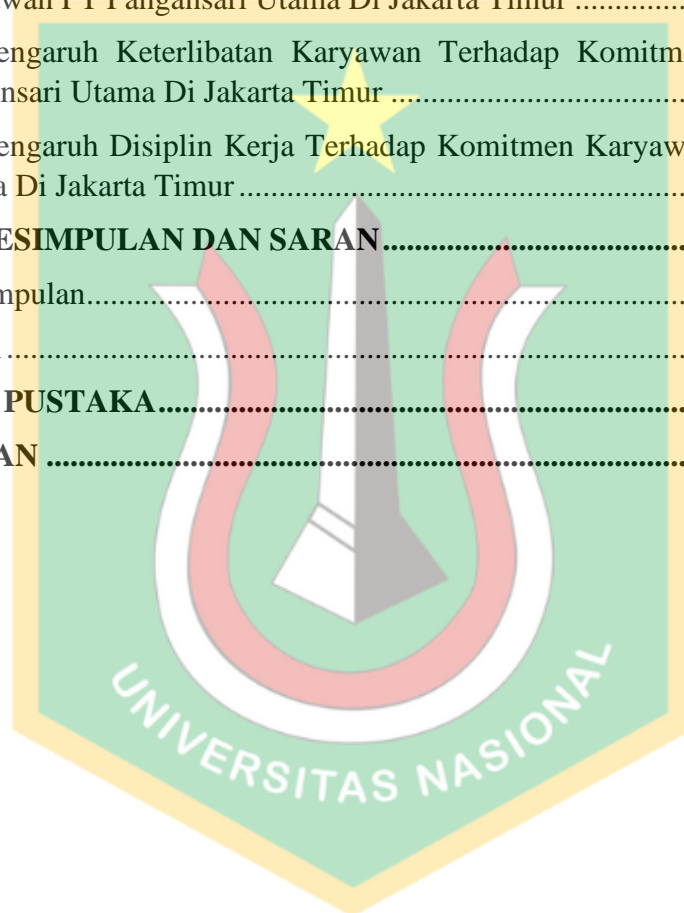 wan PT Pangansari Utama Di Jakarta Timur ..............
engaruh Keterlibatan Karyawan Terhadap Komitm
nsari Utama Di Jakarta Timur ........................................
engaruh Disiplin Kerja Terhadap Komitmen Karyaw
a Di Jakarta Timur ............................................................
ESIMPULAN DAN SARAN........................................
mpulan................................................................................
................................................................................
PUSTAKA......................................................................
AN ................................................................................
UNIVERSITAS NASIONAL